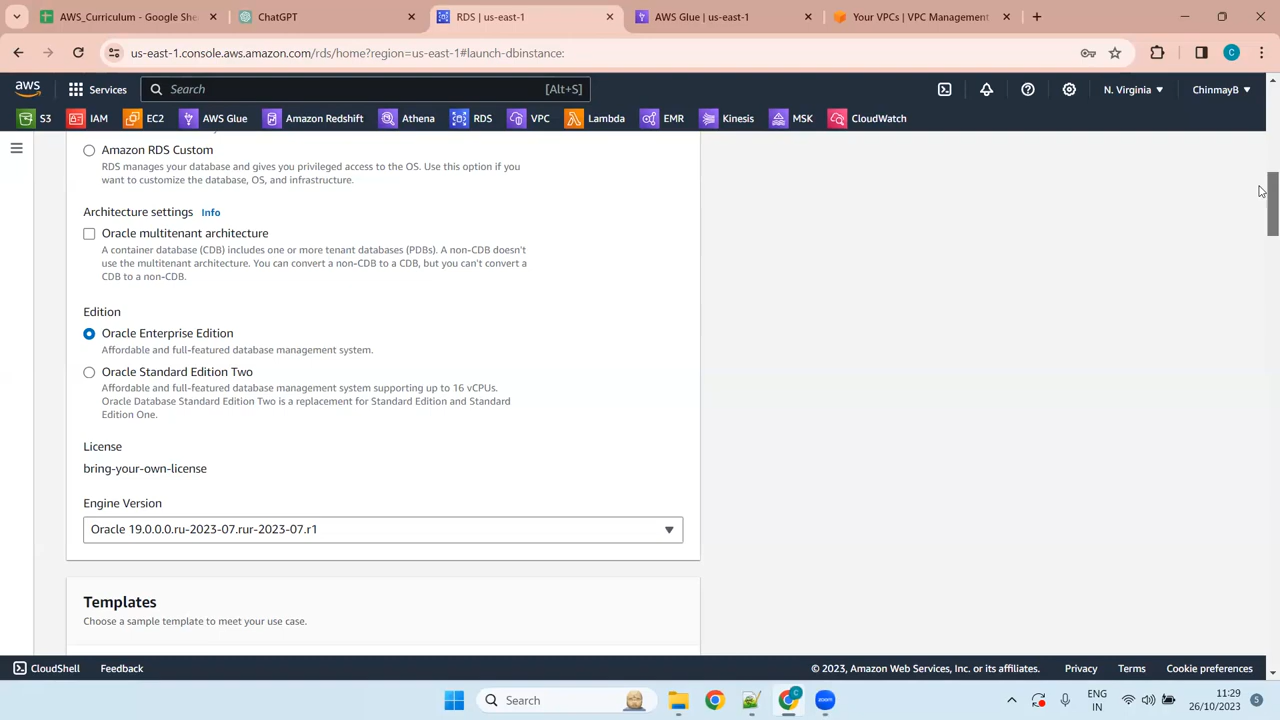 AWS_Curriculum - Google She
ChatGPT
RDS | us-east-1
AWS Glue | us-east-1
Your VPCs | VPC Management
us-east-1.console.aws.amazon.com/rds/home?region=us-east-1#launch-dbinstance:
C
aws
Services
Search
[Alt+S]
N. Virginia
ChinmayB
S3
IAM
EC2
AWS Glue
Amazon Redshift
Athena
RDS
VPC
Lambda
EMR
Kinesis
MSK
CloudWatch
Amazon RDS Custom
RDS manages your database and gives you privileged access to the OS. Use this option if you
want to customize the database, OS, and infrastructure.
Architecture settings Info
Oracle multitenant architecture
A container database (CDB) includes one or more tenant databases (PDBs). A non-CDB doesn't
use the multitenant architecture. You can convert a non-CDB to a CDB, but you can't convert a
CDB to a non-CDB.
Edition
Oracle Enterprise Edition
Affordable and full-featured database management system.
Oracle Standard Edition Two
Affordable and full-featured database management system supporting up to 16 vCPUs.
Oracle Database Standard Edition Two is a replacement for Standard Edition and Standard
Edition One.
License
bring-your-own-license
Engine Version
Oracle 19.0.0.0.ru-2023-07.rur-2023-07.r1
Templates
Choose a sample template to meet your use case.
CloudShell
Feedback
© 2023, Amazon Web Services, Inc. or its affiliates.
Privacy
Terms
Cookie preferences
Search
C
zoom
ENG
IN
11:29
26/10/2023
5